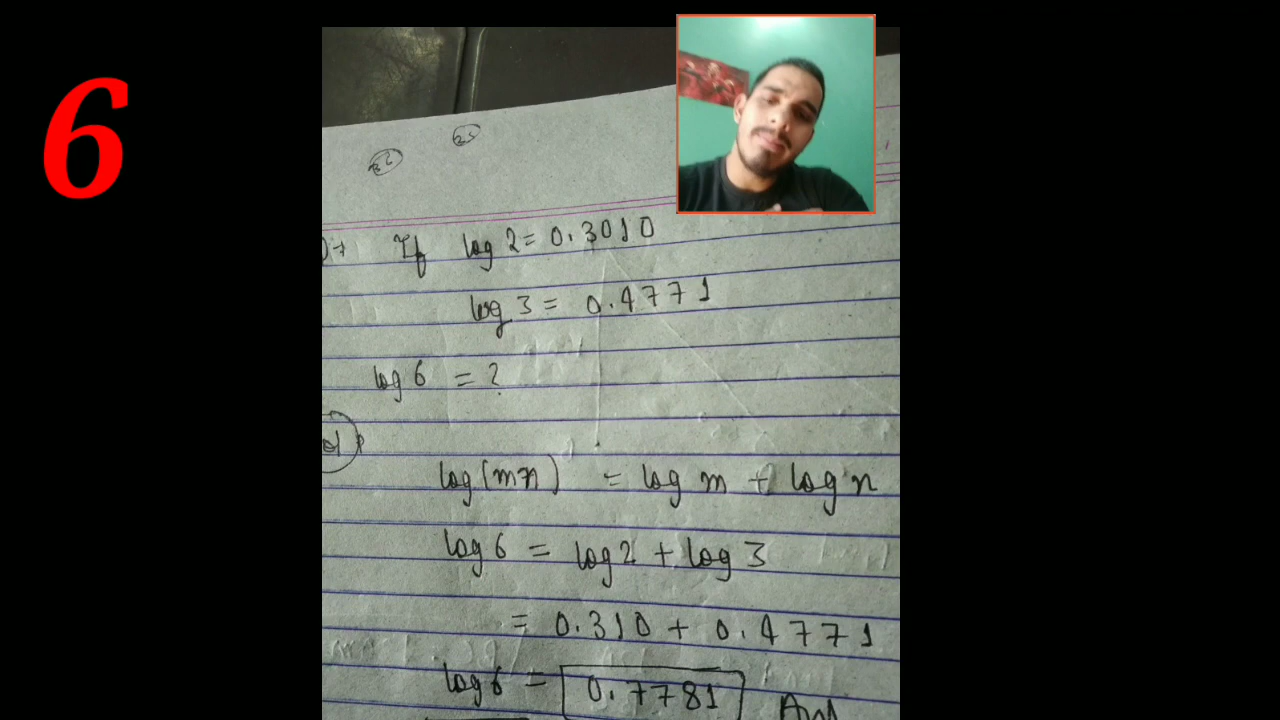 6
If log 2 = 0.3010
log 3 = 0.4771
log 6 = ?
log(mn) = log m + log n
log 6 = log 2 + log 3
= 0.310 + 0.4771
log 6 = 0.7781 Ans